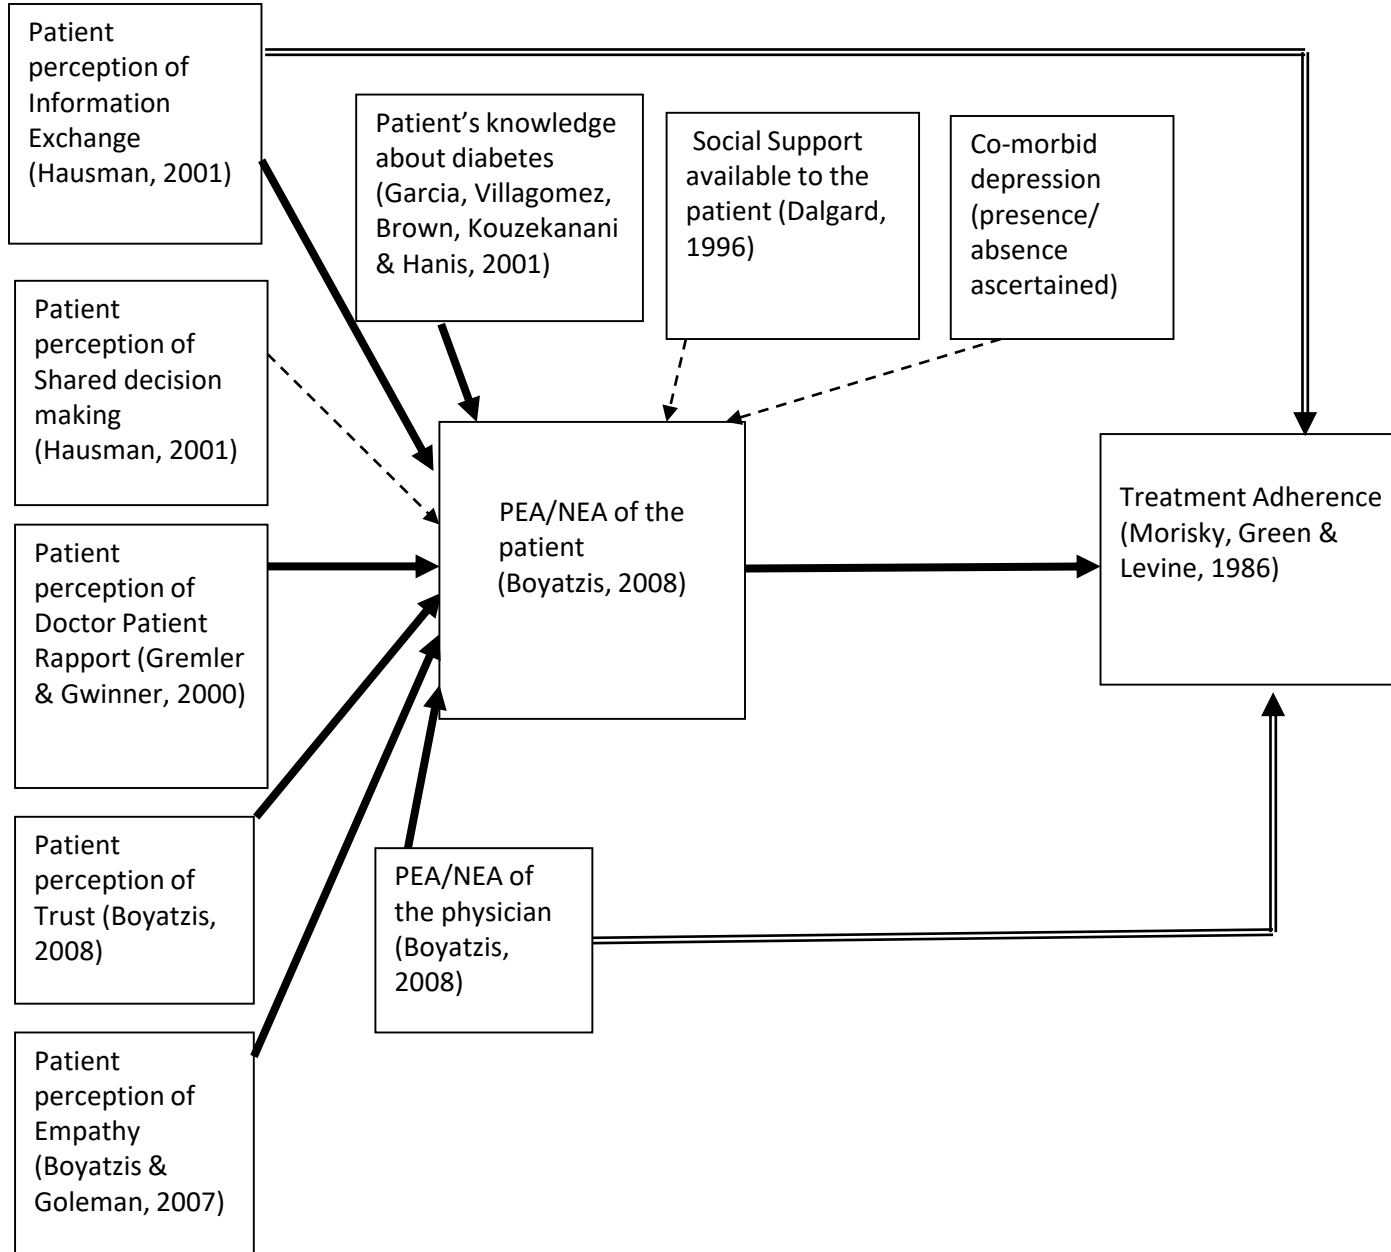 Patient
perception of
Information
Exchange
(Hausman, 2001)
Patient’s knowledge
about diabetes
(Garcia, Villagomez,
Brown, Kouzekanani
& Hanis, 2001)
Social Support
available to the
patient (Dalgard,
1996)
Co-morbid
depression
(presence/
absence
ascertained)
Patient
perception of
Shared decision
making
(Hausman, 2001)
PEA/NEA of the
patient
(Boyatzis, 2008)
Treatment Adherence
(Morisky, Green &
Levine, 1986)
Patient
perception of
Doctor Patient
Rapport (Gremler
& Gwinner, 2000)
Patient
perception of
Trust (Boyatzis,
2008)
PEA/NEA of
the physician
(Boyatzis,
2008)
Patient
perception of
Empathy
(Boyatzis &
Goleman, 2007)